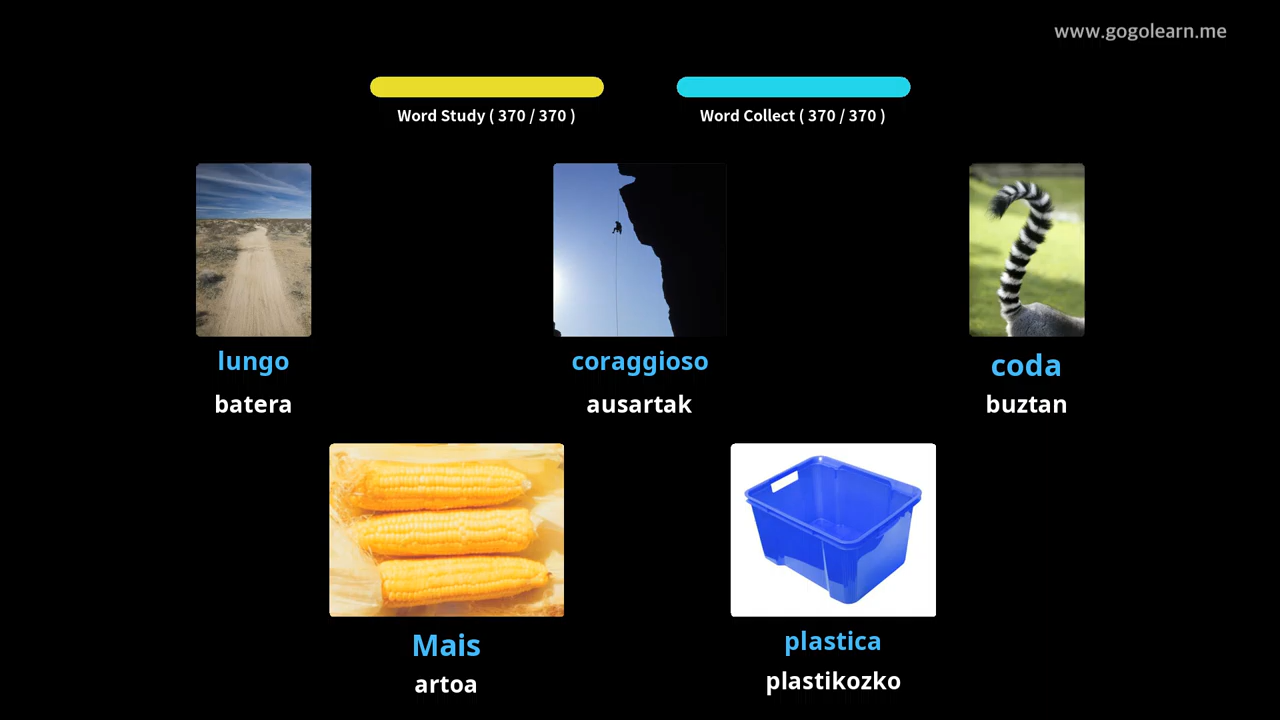 www.gogolearn.me
Word Study ( 370 / 370 )
Word Collect ( 370 / 370 )
lungo
batera
coraggioso
ausartak
coda
buztan
Mais
artoa
plastica
plastikozko